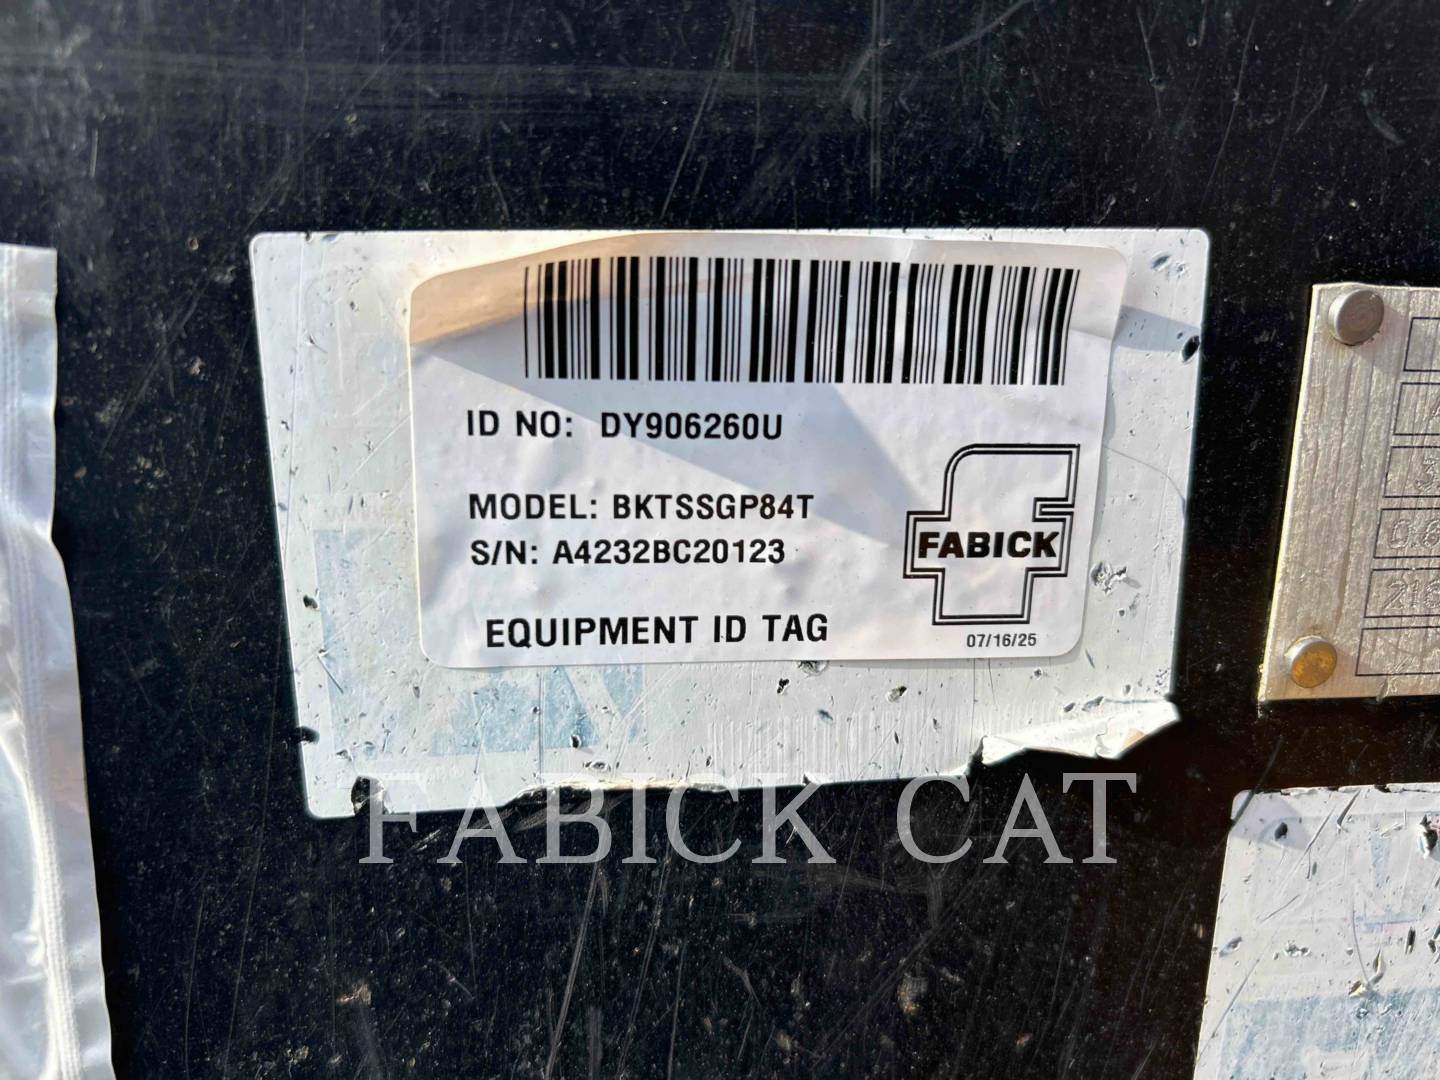 ID NO: DY906260U
MODEL: BKTSSGP84T
S/N: A4232BC20123
FABICK
EQUIPMENT ID TAG
07/16/25
FABICK CAT